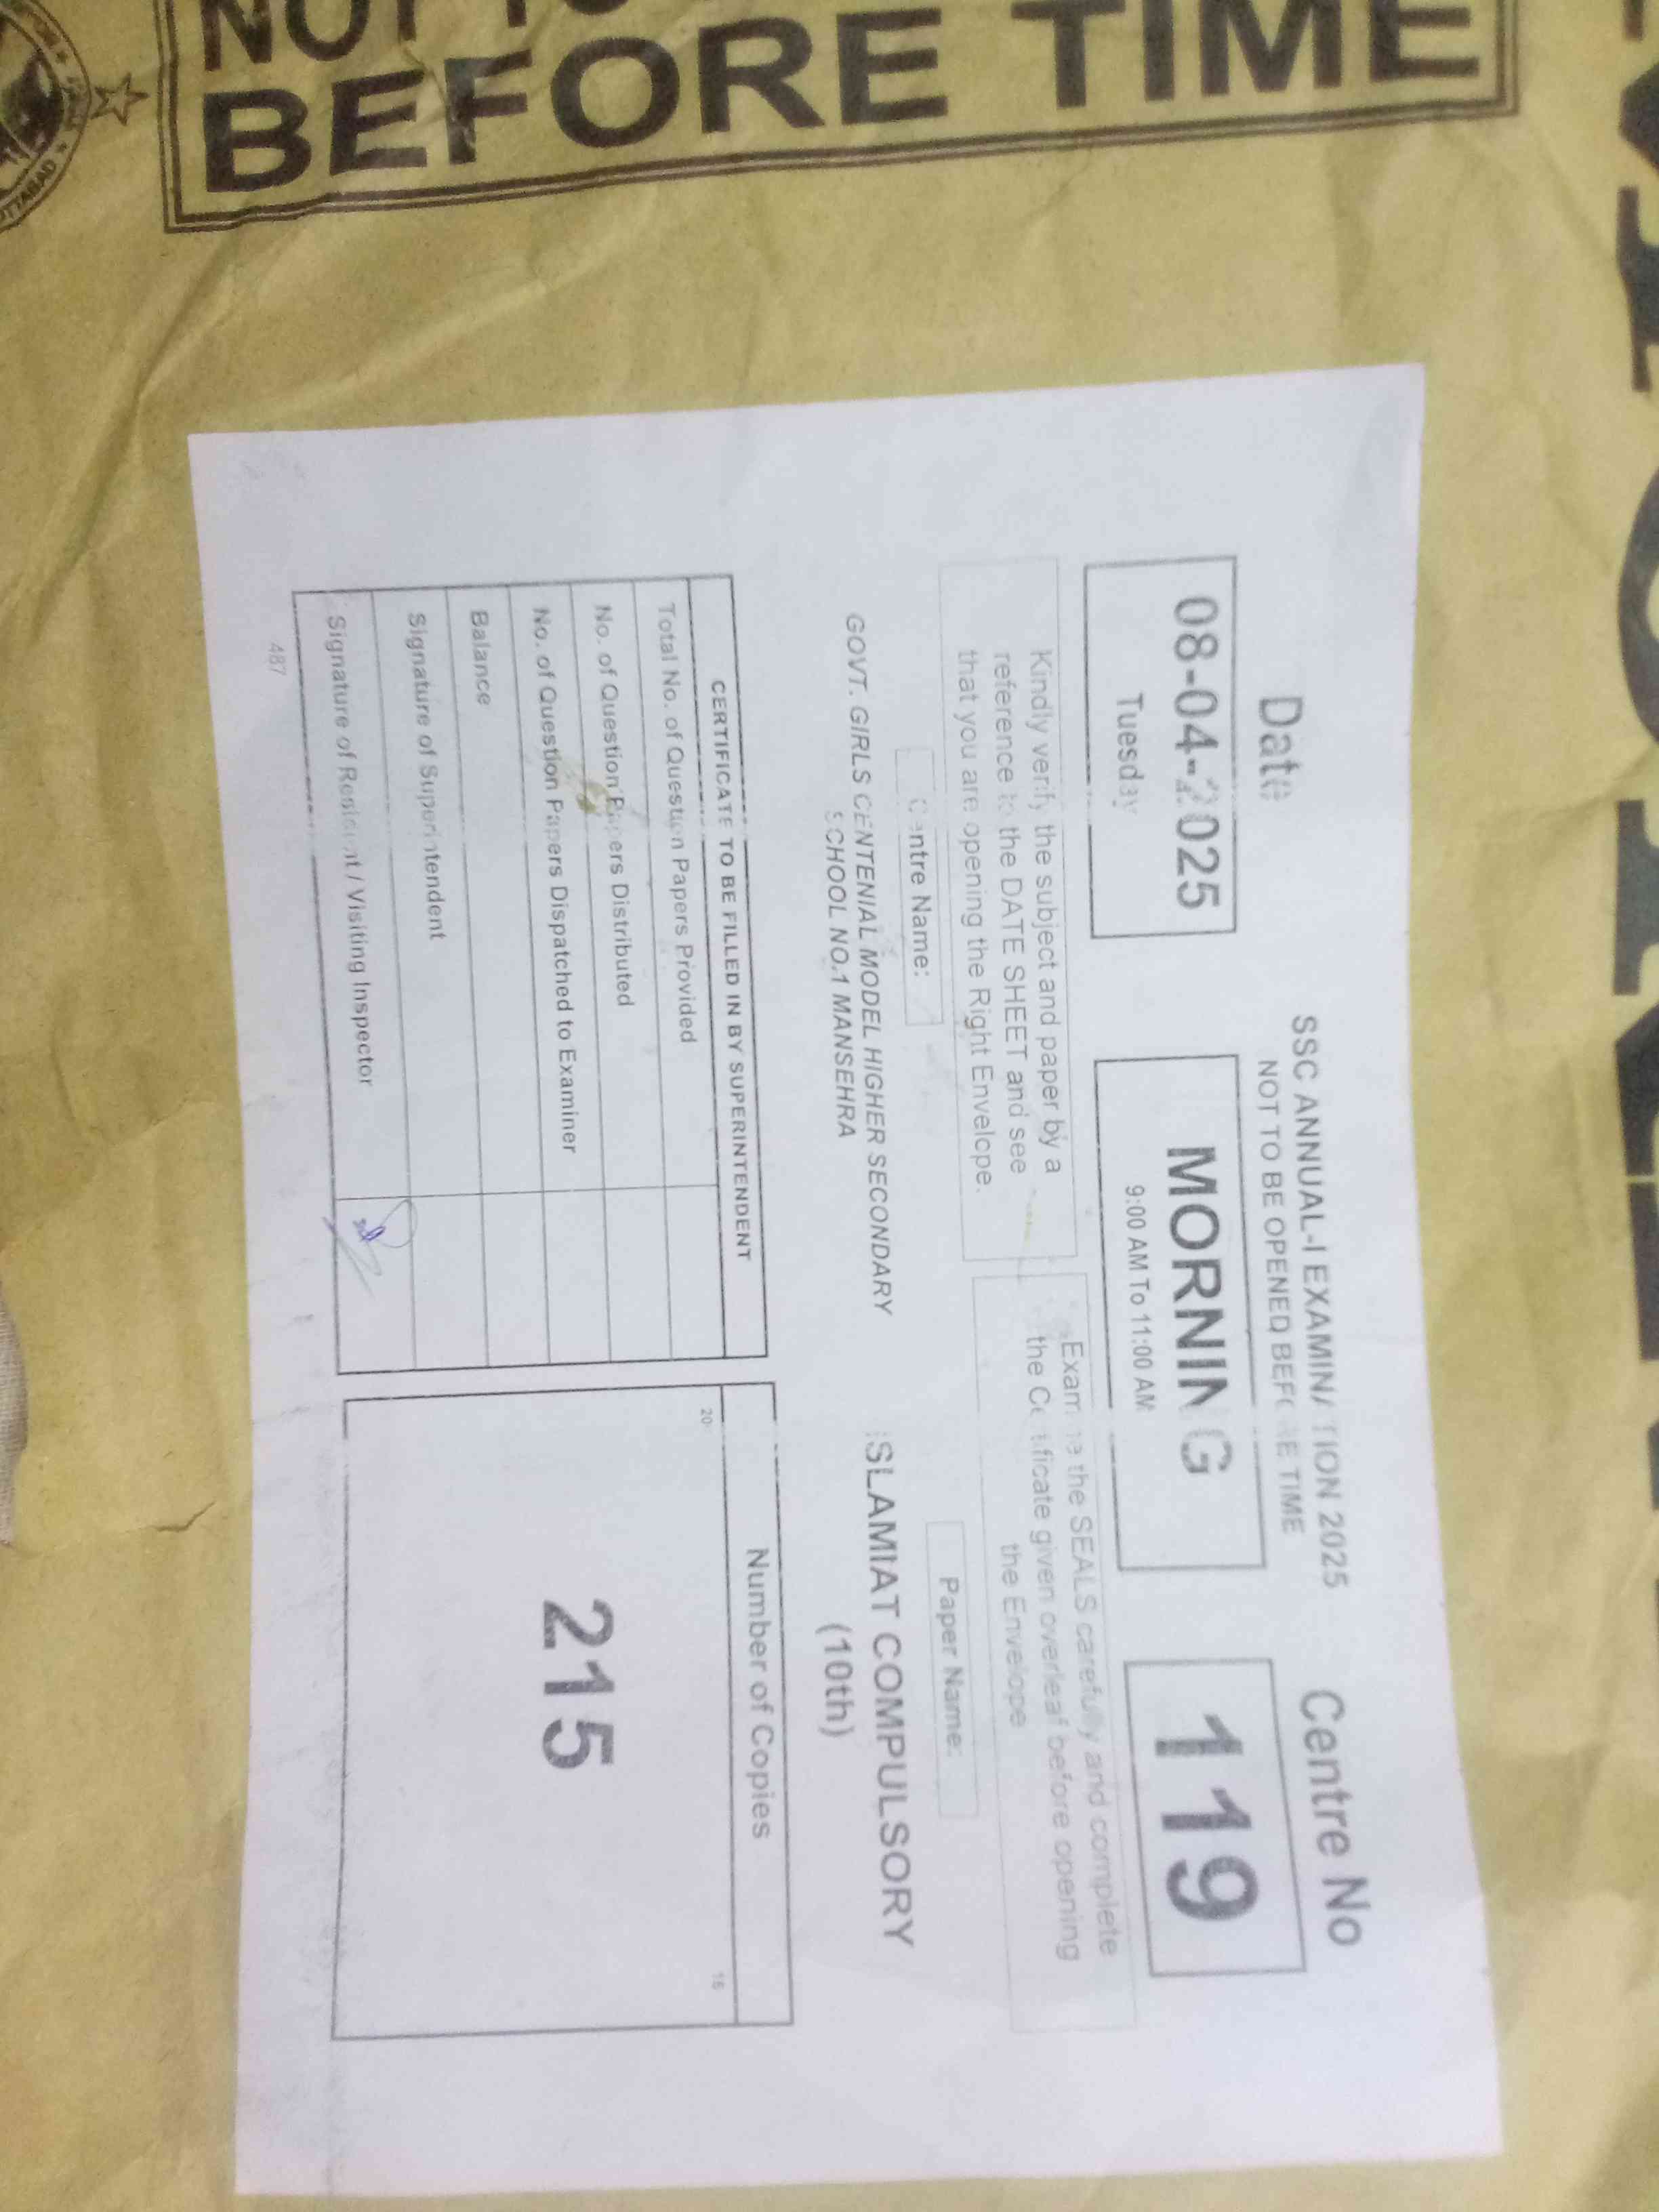 BEFORE TIME
SSC ANNUAL-I EXAMINATION 2025
NOT TO BE OPENED BEFORE TIME
Date
08-04-2025
Tuesday
MORNING
9:00 AM To 11:00 AM
Centre No
119
Kindly verify the subject and paper by a
reference to the DATE SHEET and see
that you are opening the Right Envelope.
Examine the SEALS carefully and complete
the Certificate given overleaf before opening
the Envelope
Centre Name:
GOVT. GIRLS CENTENIAL MODEL HIGHER SECONDARY
SCHOOL NO.1 MANSEHRA
Paper Name:
ISLAMIAT COMPULSORY
(10th)
CERTIFICATE TO BE FILLED IN BY SUPERINTENDENT
Total No. of Question Papers Provided
No. of Question Papers Distributed
No. of Question Papers Dispatched to Examiner
Balance
Signature of Superintendent
Signature of Resident / Visiting Inspector
487
Number of Copies
20
15
215